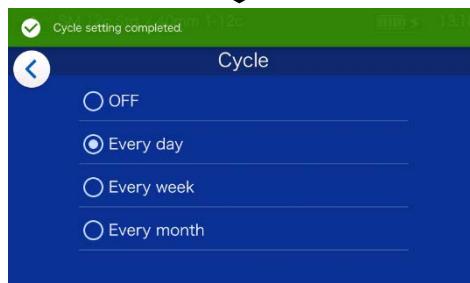 Cycle setting completed.
Cycle
OFF
Every day
Every week
Every month